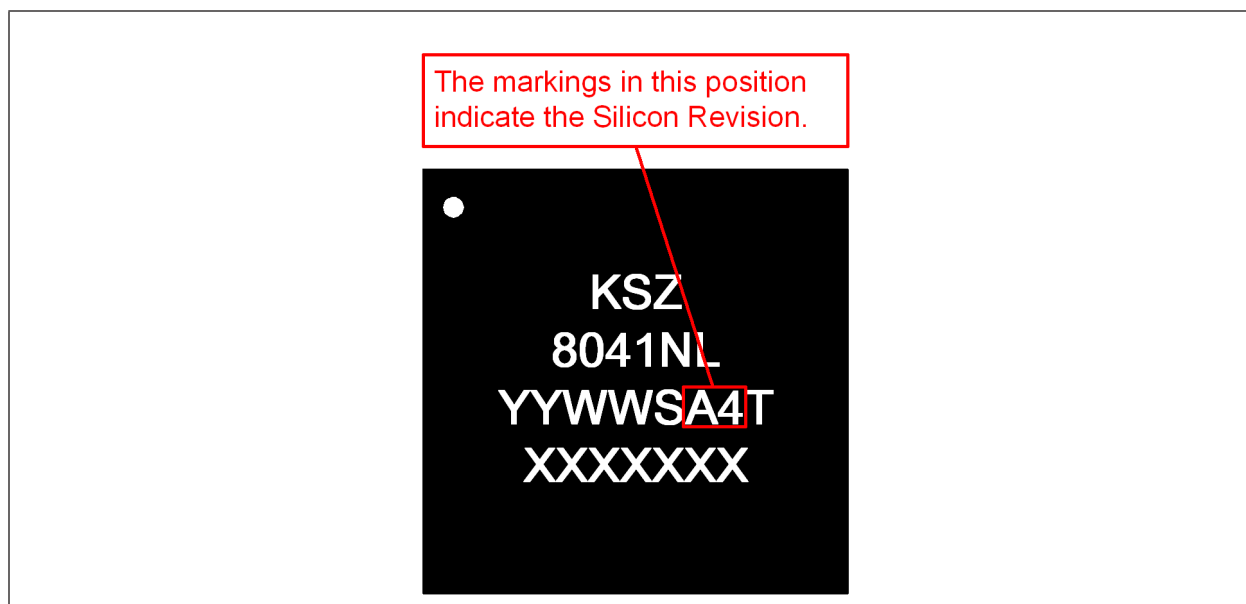 The markings in this position
indicate the Silicon Revision.
KSZ
8041NL
YYWWSA4T
XXXXXXX